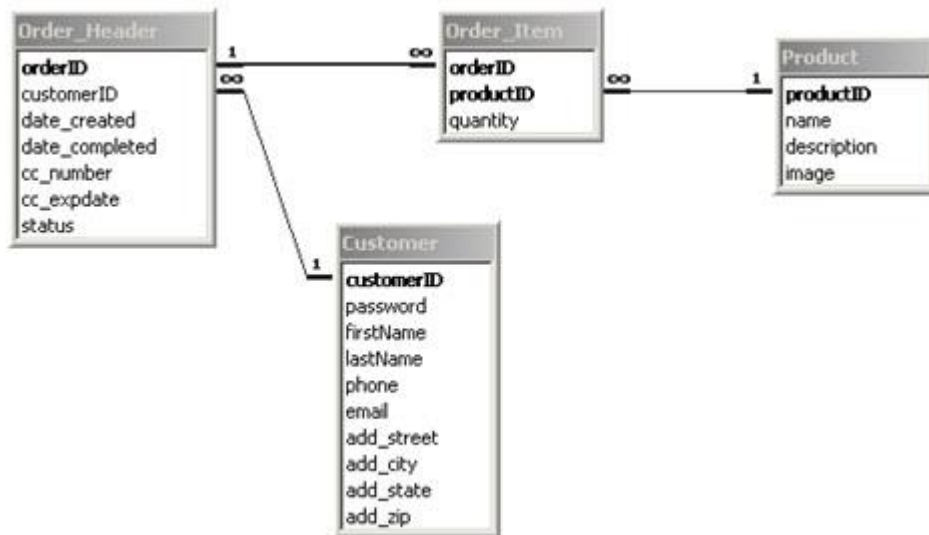 Order_Header
orderID
customerID
date_created
date_completed
cc_number
cc_expdate
status
1
∞
∞
Order_Item
orderID
productID
quantity
∞
1
Product
productID
name
description
image
1
Customer
customerID
password
firstName
lastName
phone
email
add_street
add_city
add_state
add_zip